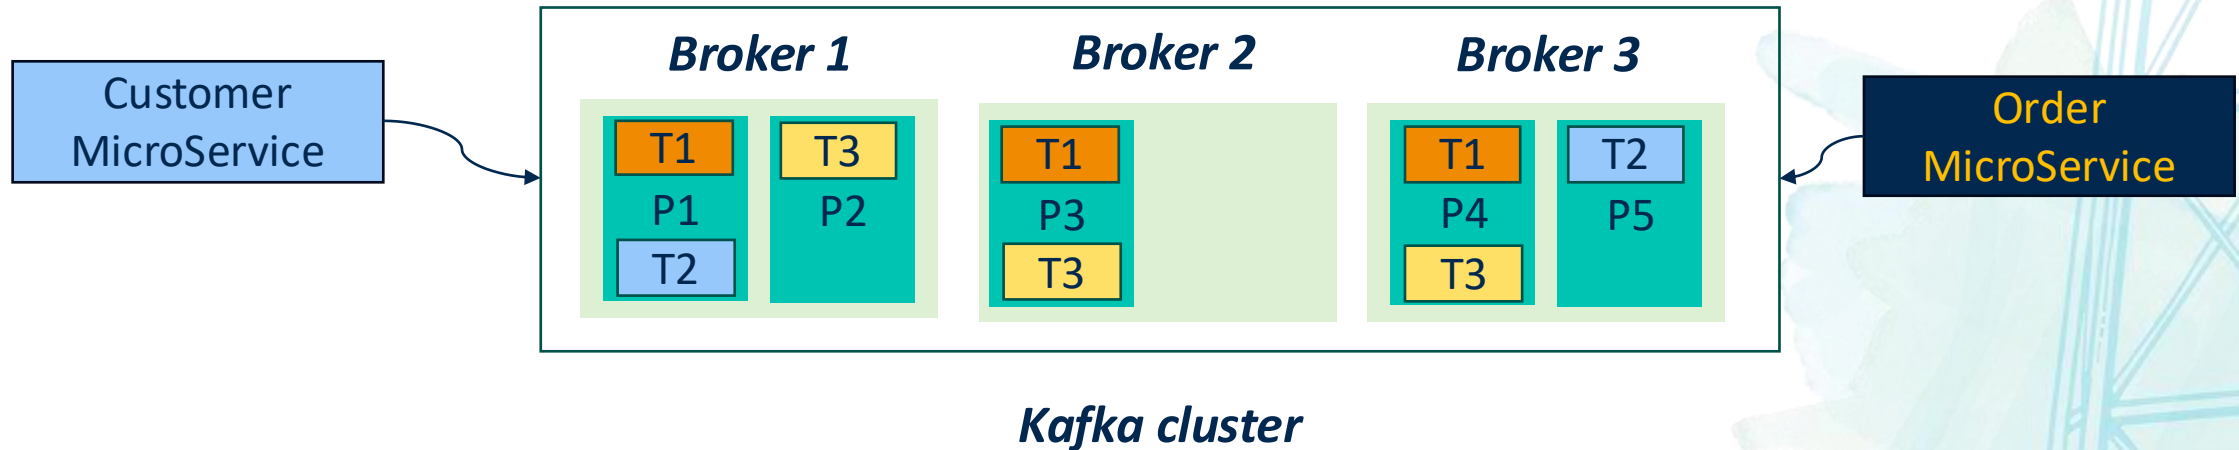 Customer
MicroService
Broker 1
T1
P1
T2
T3
P2
Broker 2
T1
P3
T3
Broker 3
T1
P4
T3
T2
P5
Order
MicroService
Kafka cluster